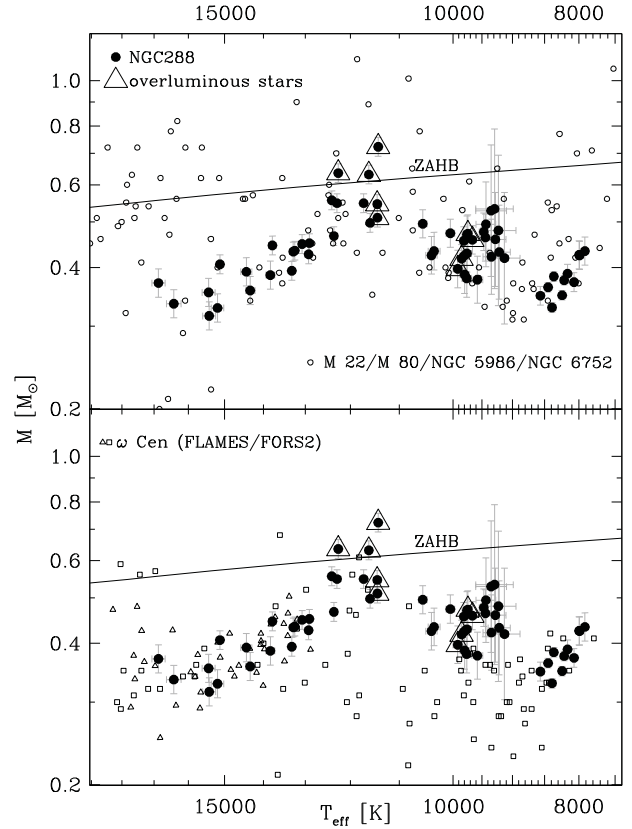 15000 10000 8000
NGC288
overluminous stars
1.0
0.8
0.6
0.4
0.2
ZAHB
M 22/M 80/NGC 5986/NGC 6752
M [M☉]
ω Cen (FLAMES/FORS2)
1.0
0.8
0.6
0.4
0.2
ZAHB
15000 10000 8000
Teff [K]